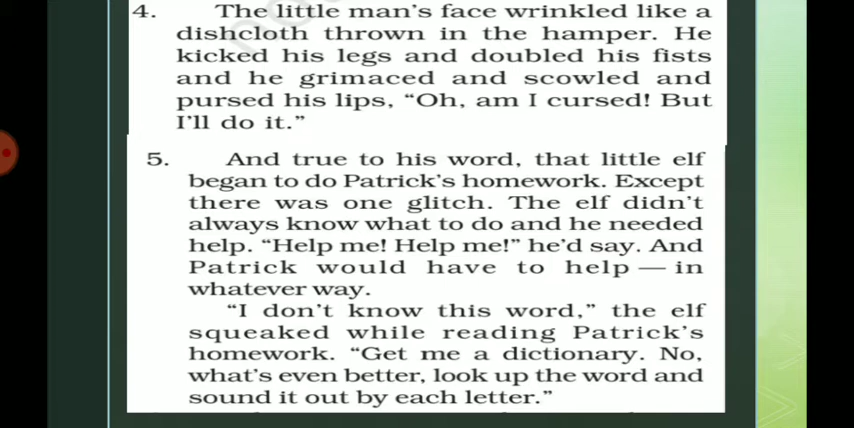 4. The little man's face wrinkled like a
dishcloth thrown in the hamper. He
kicked his legs and doubled his fists
and he grimaced and scowled and
pursed his lips, “Oh, am I cursed! But
I'll do it.”
5. And true to his word, that little elf
began to do Patrick's homework. Except
there was one glitch. The elf didn't
always know what to do and he needed
help. “Help me! Help me!” he'd say. And
Patrick would have to help — in
whatever way.
“I don't know this word,” the elf
squeaked while reading Patrick's
homework. “Get me a dictionary. No,
what's even better, look up the word and
sound it out by each letter.”